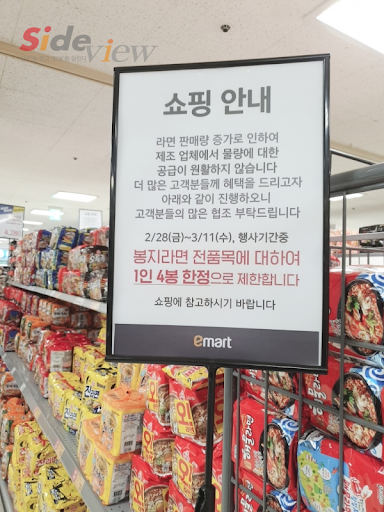 Side view
쇼핑 안내
라면 판매량 증가로 인하여
제조 업체에서 물량에 대한
공급이 원활하지 않습니다
더 많은 고객분들께 혜택을 드리고자
아래와 같이 진행하오니
고객분들의 많은 협조 부탁드립니다
2/28(금)~3/11(수), 행사기간중
봉지라면 전품목에 대하여
1인 4봉 한정으로 제한합니다
쇼핑에 참고하시기 바랍니다
emart